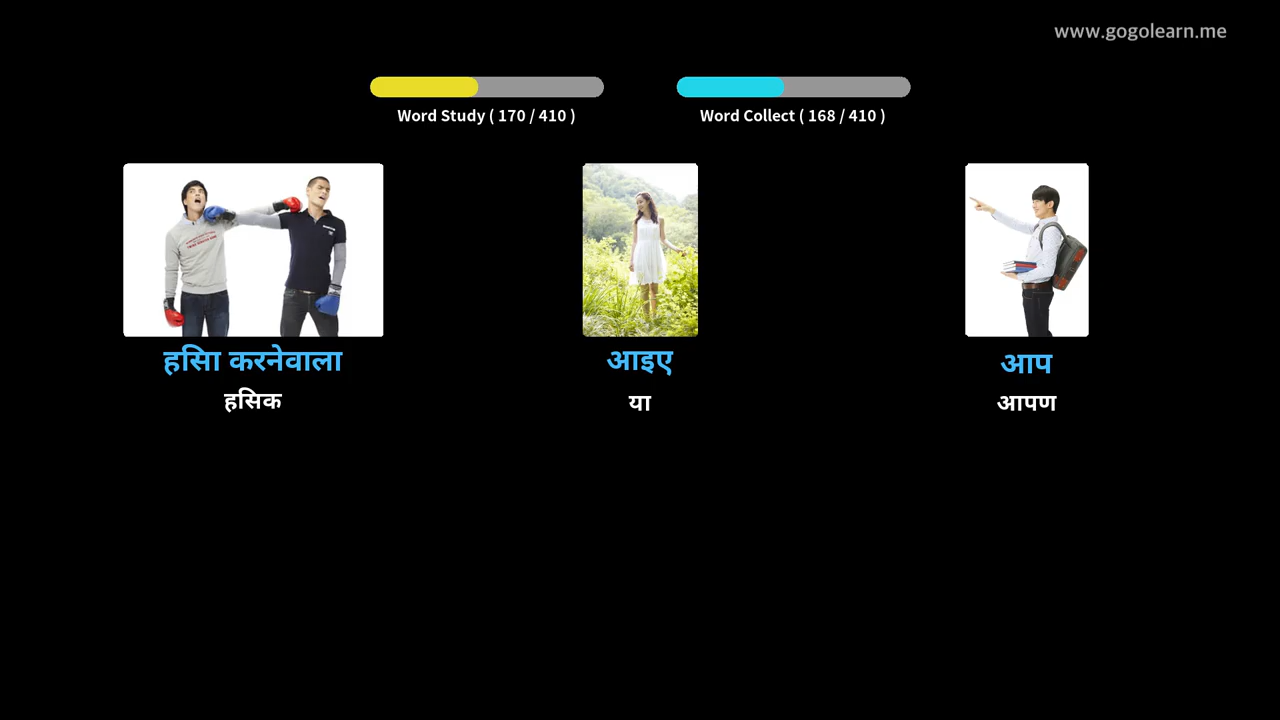 www.gogolearn.me
Word Study ( 170 / 410 )
Word Collect ( 168 / 410 )
हसिा करनेवाला
आइए
आप
हसिक
या
आपण